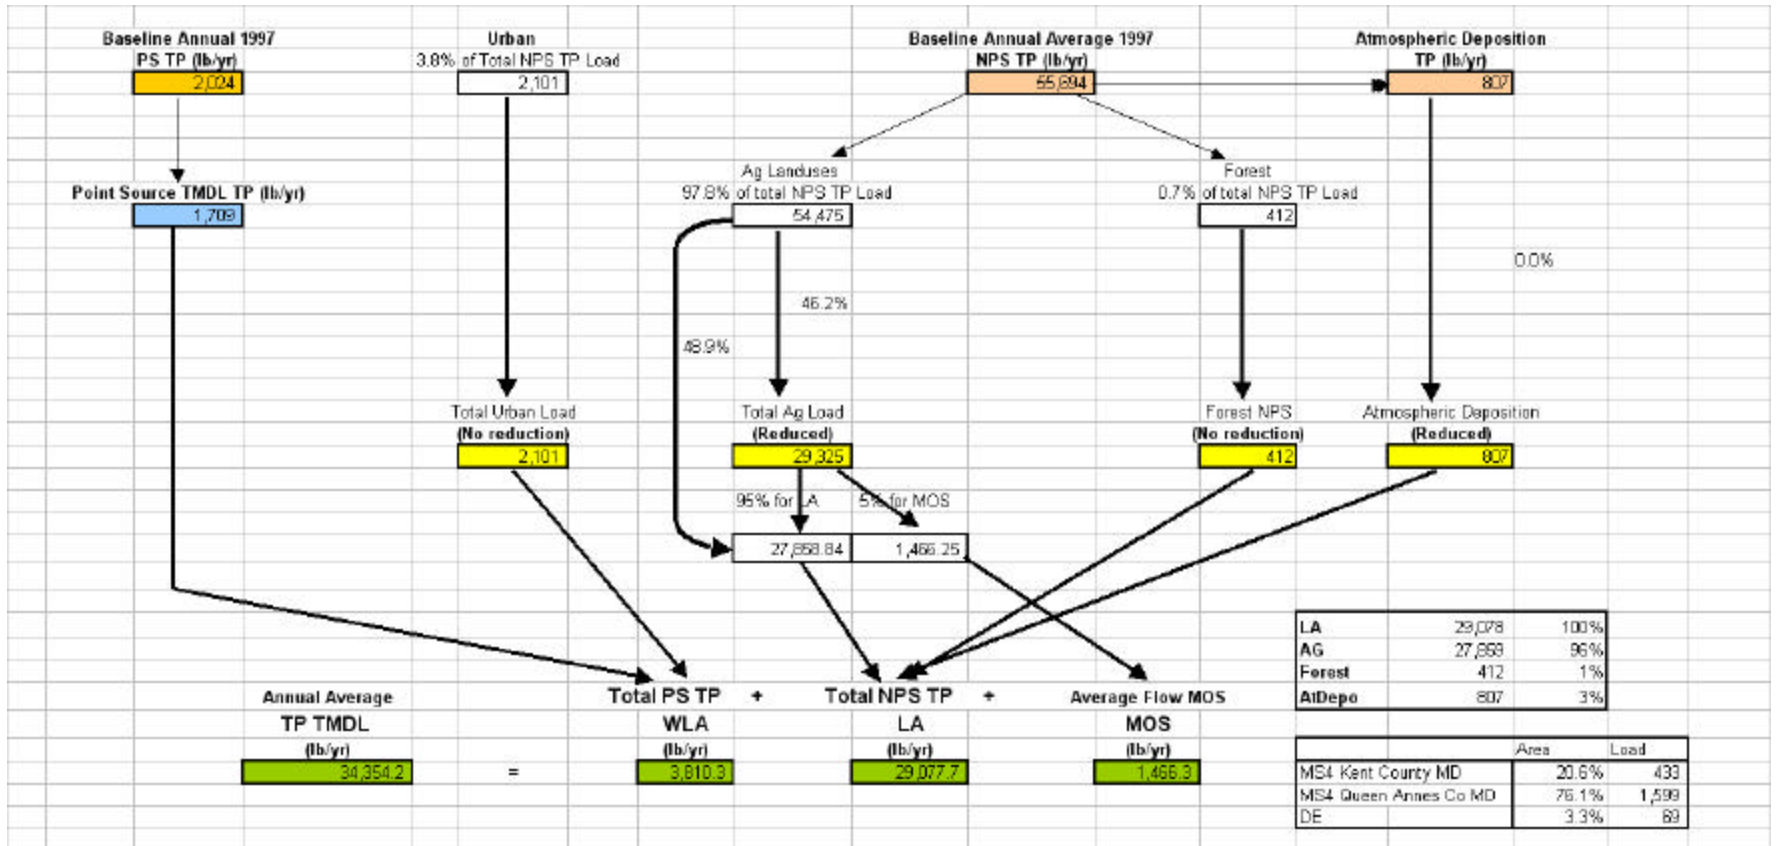 Baseline Annual 1997
PS TP (lb/yr)
2,024
Urban
3.8% of Total NPS TP Load
2,101
Baseline Annual Average 1997
NPS TP (lb/yr)
55,694
Atmospheric Deposition
TP (lb/yr)
807
Point Source TMDL TP (lb/yr)
1,709
Ag Landuses
97.8% of total NPS TP Load
54,475
Forest
0.7% of total NPS TP Load
412
0.0%
46.2%
48.9%
Total Urban Load
(No reduction)
2,101
Total Ag Load
(Reduced)
29,325
Forest NPS
(No reduction)
412
Atmospheric Deposition
(Reduced)
807
95% for LA
5% for MOS
27,858.84
1,466.25
LA 29,078 100%
AG 27,859 96%
Forest 412 1%
AtDepo 807 3%
Annual Average
TP TMDL
(lb/yr)
34,354.2
=
Total PS TP
WLA
(lb/yr)
3,810.3
+
Total NPS TP
LA
(lb/yr)
29,077.7
+
Average Flow MOS
MOS
(lb/yr)
1,466.3
Area Load
MS4 Kent County MD 20.6% 433
MS4 Queen Annes Co MD 76.1% 1,599
DE 3.3% 69